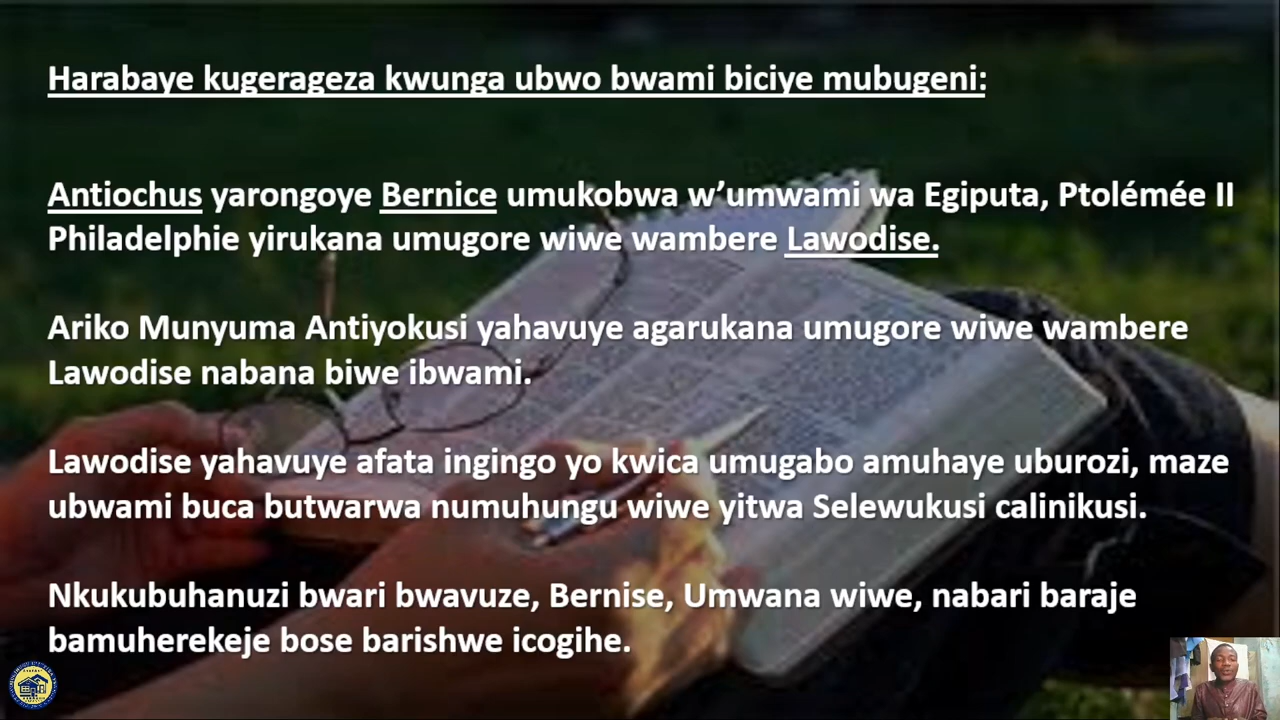 Harabaye kugerageza kwunga ubwo bwami biciye mubugeni:
Antiochus yarongoye Bernice umukobwa w’umwami wa Egiputa, Ptolémée II
Philadelphie yirukana umugore wiwe wambere Lawodise.
Ariko Munyuma Antiyokusi yahavuye agarukana umugore wiwe wambere
Lawodise nabana biwe ibwami.
Lawodise yahavuye afata ingingo yo kwica umugabo amuhaye uburozi, maze
ubwami buca butwarwa numuhungu wiwe yitwa Selewukusi calinikusi.
Nkukubuhanuzi bwari bwavuze, Bernise, Umwana wiwe, nabari baraje
bamuherekeje bose barishwe icogihe.